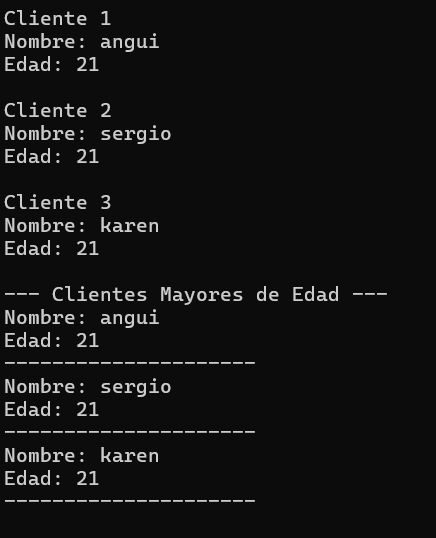 Cliente 1
Nombre: angui
Edad: 21
Cliente 2
Nombre: sergio
Edad: 21
Cliente 3
Nombre: karen
Edad: 21
--- Clientes Mayores de Edad ---
Nombre: angui
Edad: 21
---------------------
Nombre: sergio
Edad: 21
---------------------
Nombre: karen
Edad: 21
---------------------